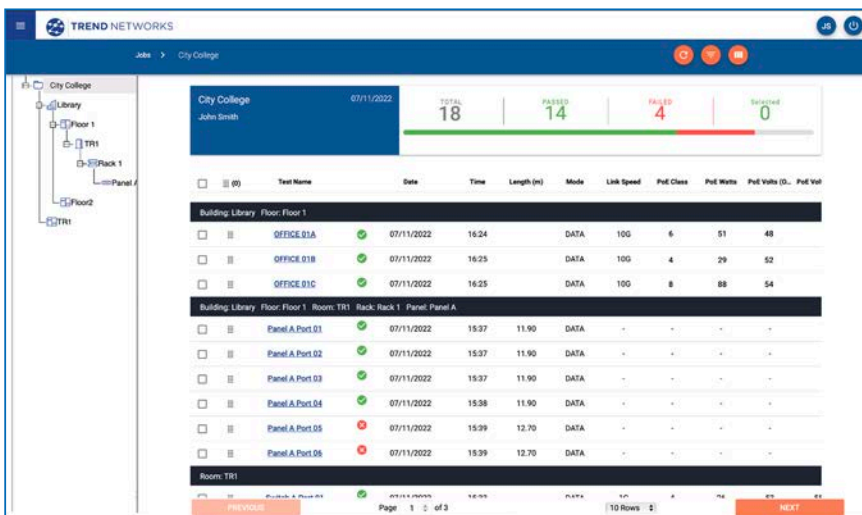 TREND NETWORKS
JS
Jobs > City College
City College
Library
Floor 1
TR1
Rack 1
Panel A
Floor2
TR1
City College 07/11/2022
John Smith
TOTAL PASSED FAILED Selected
18 14 4 0
(0) Test Name Date Time Length (m) Mode Link Speed PoE Class PoE Watts PoE Volts (O... PoE Vol
Building: Library Floor: Floor 1
OFFICE 01A 07/11/2022 16:24 DATA 10G 6 51 48
OFFICE 01B 07/11/2022 16:25 DATA 10G 4 29 52
OFFICE 01C 07/11/2022 16:25 DATA 10G 8 88 54
Building: Library Floor: Floor 1 Room: TR1 Rack: Rack 1 Panel: Panel A
Panel A Port 01 07/11/2022 15:37 11.90 DATA - - - -
Panel A Port 02 07/11/2022 15:37 11.90 DATA - - - -
Panel A Port 03 07/11/2022 15:37 11.90 DATA - - - -
Panel A Port 04 07/11/2022 15:38 11.90 DATA - - - -
Panel A Port 05 07/11/2022 15:39 12.70 DATA - - - -
Panel A Port 06 07/11/2022 15:39 12.70 DATA - - - -
Room: TR1
PREVIOUS Page 1 of 3 10 Rows NEXT